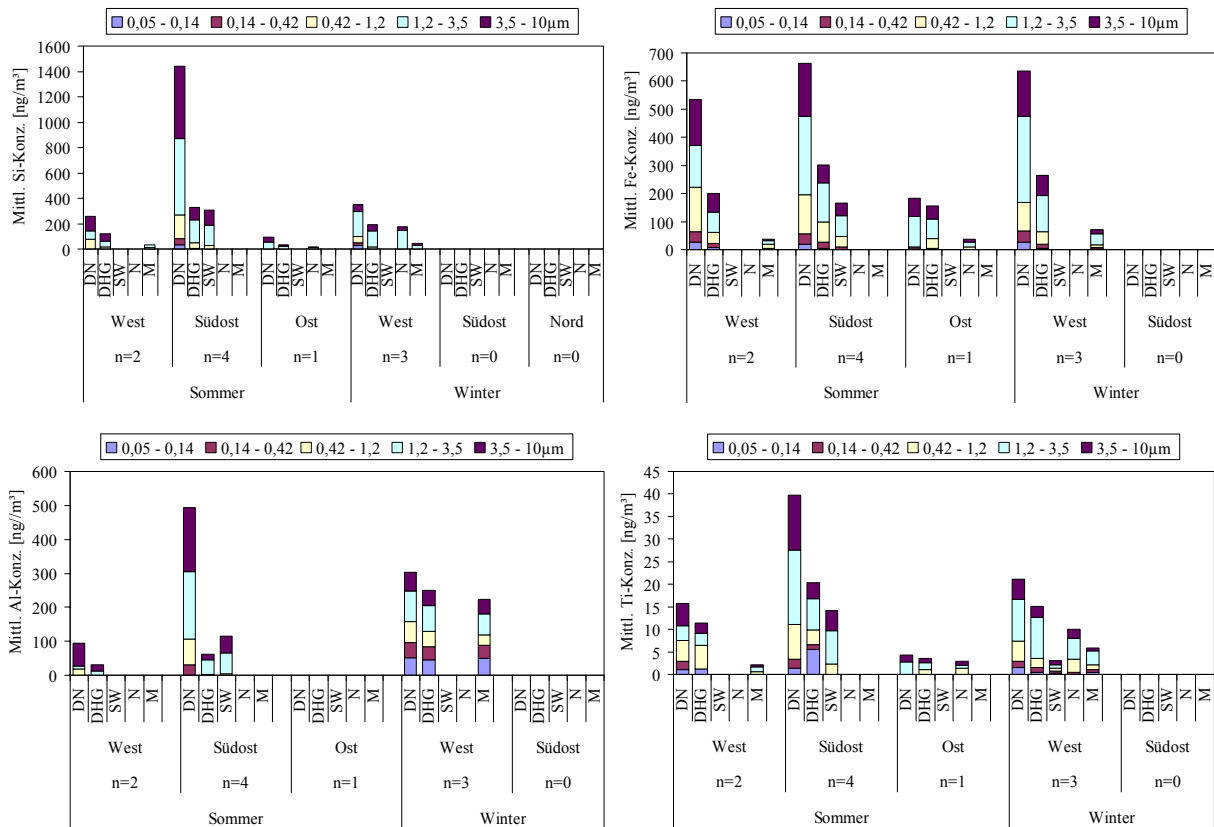 0,05 - 0,14 0,14 - 0,42 0,42 - 1,2 1,2 - 3,5 3,5 - 10µm
Mittl. Si-Konz. [ng/m³]
1600
1400
1200
1000
800
600
400
200
0
DN DHG SW N M DN DHG SW N M DN DHG SW N M DN DHG SW N M DN DHG SW N M DN DHG SW N M
West Südost Ost West Südost Nord
n=2 n=4 n=1 n=3 n=0 n=0
Sommer Winter
0,05 - 0,14 0,14 - 0,42 0,42 - 1,2 1,2 - 3,5 3,5 - 10µm
Mittl. Fe-Konz. [ng/m³]
700
600
500
400
300
200
100
0
DN DHG SW N M DN DHG SW N M DN DHG SW N M DN DHG SW N M DN DHG SW N M
West Südost Ost West Südost
n=2 n=4 n=1 n=3 n=0
Sommer Winter
0,05 - 0,14 0,14 - 0,42 0,42 - 1,2 1,2 - 3,5 3,5 - 10µm
Mittl. Al-Konz. [ng//m³]
600
500
400
300
200
100
0
DN DHG SW N M DN DHG SW N M DN DHG SW N M DN DHG SW N M DN DHG SW N M
West Südost Ost West Südost
n=2 n=4 n=1 n=3 n=0
Sommer Winter
0,05 - 0,14 0,14 - 0,42 0,42 - 1,2 1,2 - 3,5 3,5 - 10µm
Mittl. Ti-Konz. [ng/m³]
45
40
35
30
25
20
15
10
5
0
DN DHG SW N M DN DHG SW N M DN DHG SW N M DN DHG SW N M DN DHG SW N M
West Südost Ost West Südost
n=2 n=4 n=1 n=3 n=0
Sommer Winter